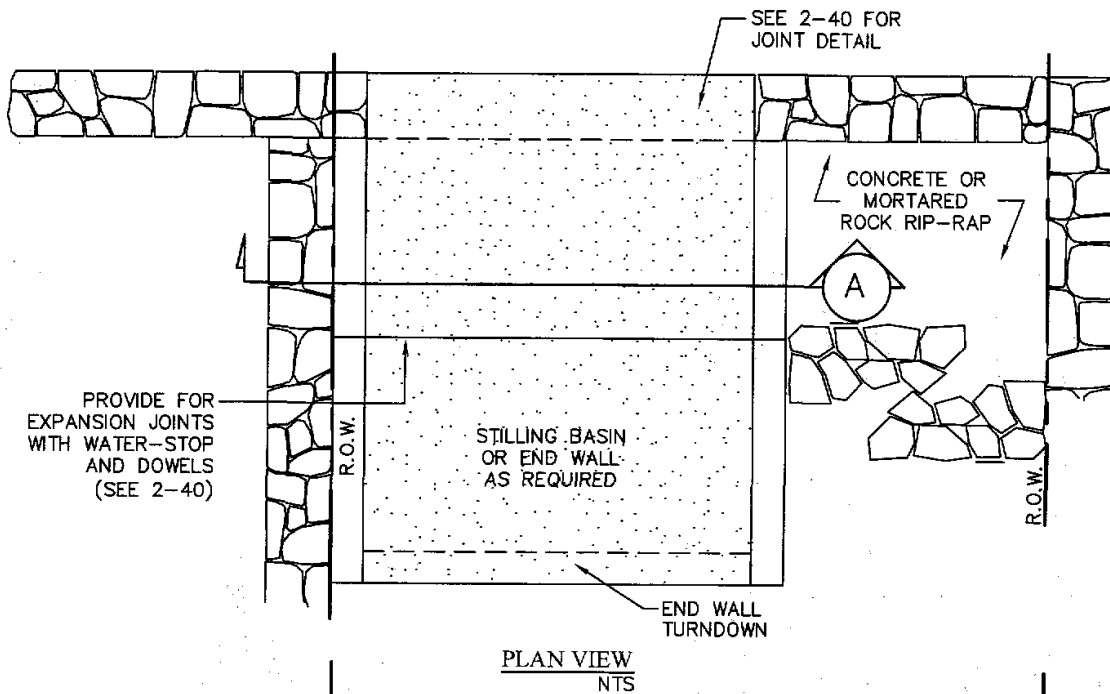 SEE 2-40 FOR
JOINT DETAIL
CONCRETE OR
MORTARED
ROCK RIP-RAP
A
PROVIDE FOR
EXPANSION JOINTS
WITH WATER-STOP
AND DOWELS
(SEE 2-40)
R.O.W.
STILLING BASIN
OR END WALL
AS REQUIRED
R.O.W.
END WALL
TURNDOWN
PLAN VIEW
NTS